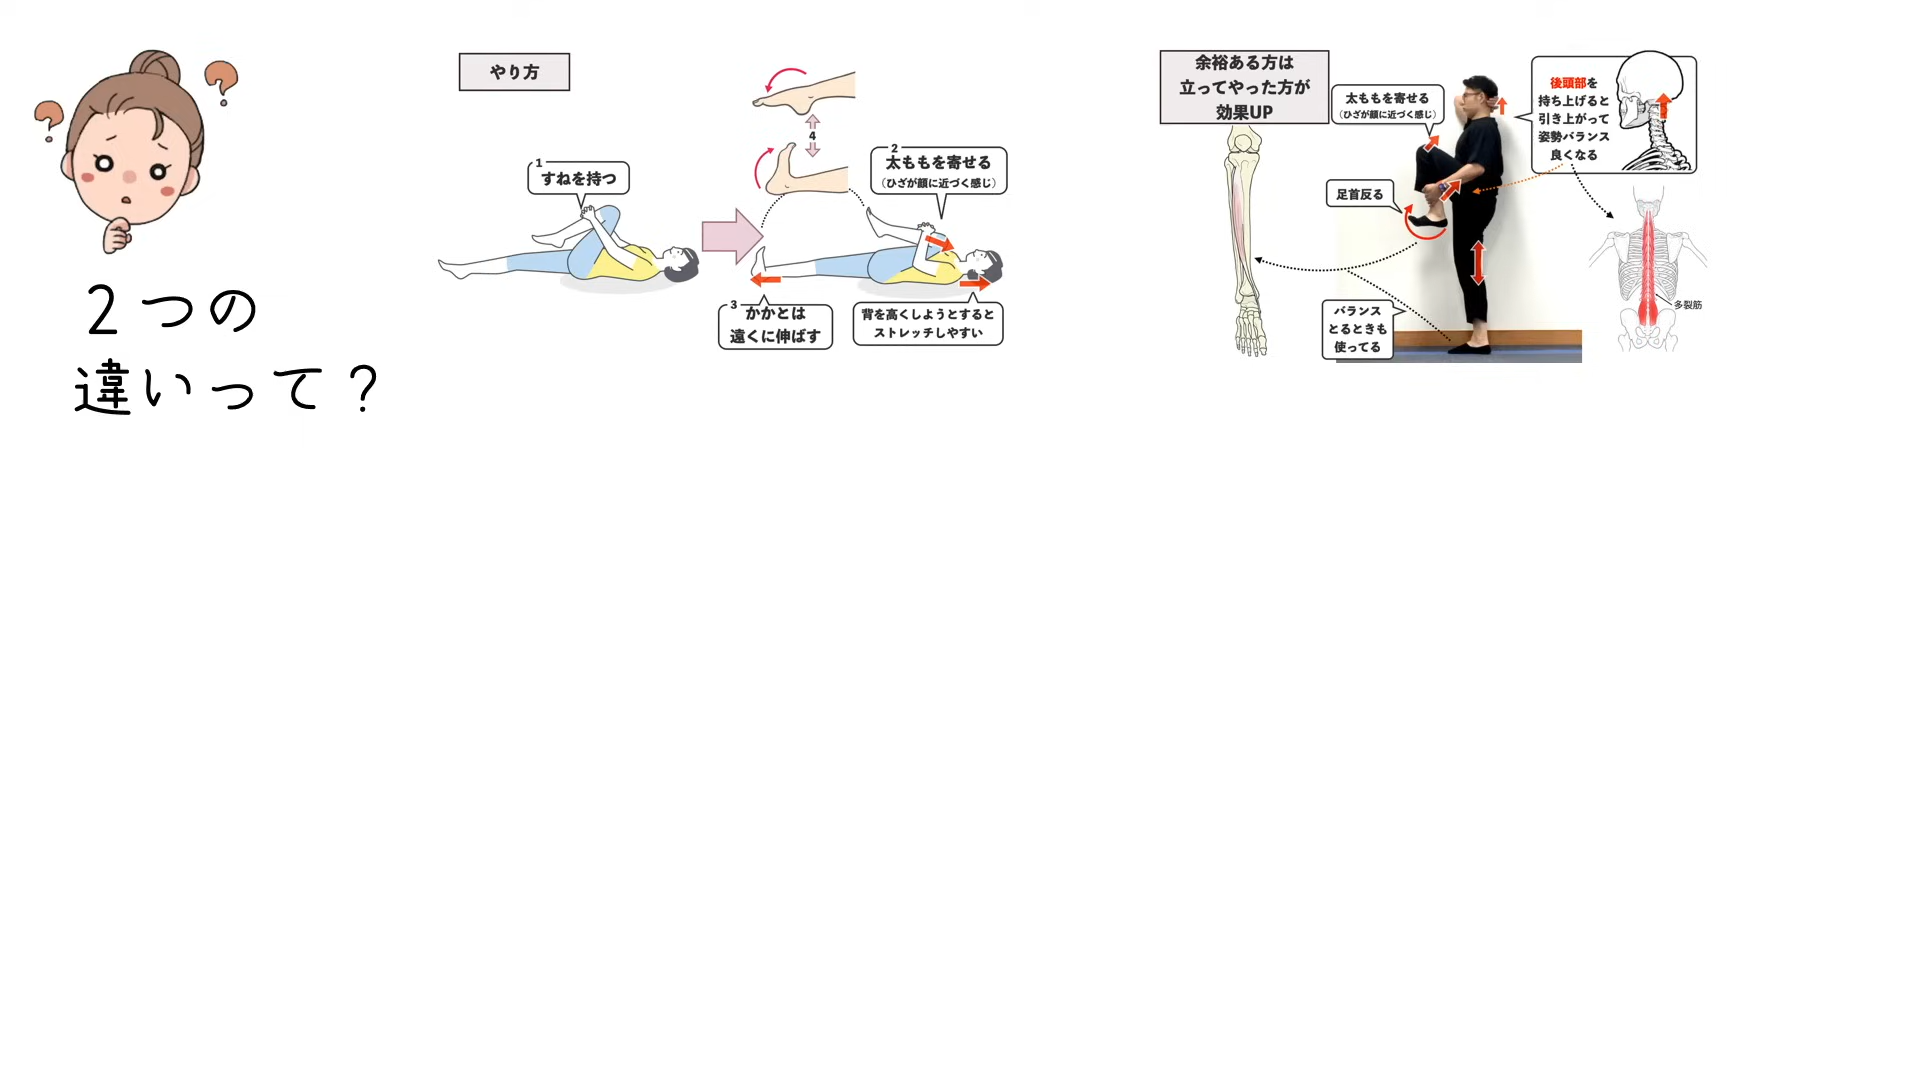 2つの
違いって？
やり方
1
すねを持つ
4
2
太ももを寄せる
（ひざが顔に近づく感じ）
3
かかとは
遠くに伸ばす
背を高くしようとすると
ストレッチしやすい
余裕ある方は
立ってやった方が
効果UP
太ももを寄せる
（ひざが顔に近づく感じ）
足首反る
バランス
とるときも
使ってる
後頭部を
持ち上げると
引き上がって
姿勢バランス
良くなる
多裂筋